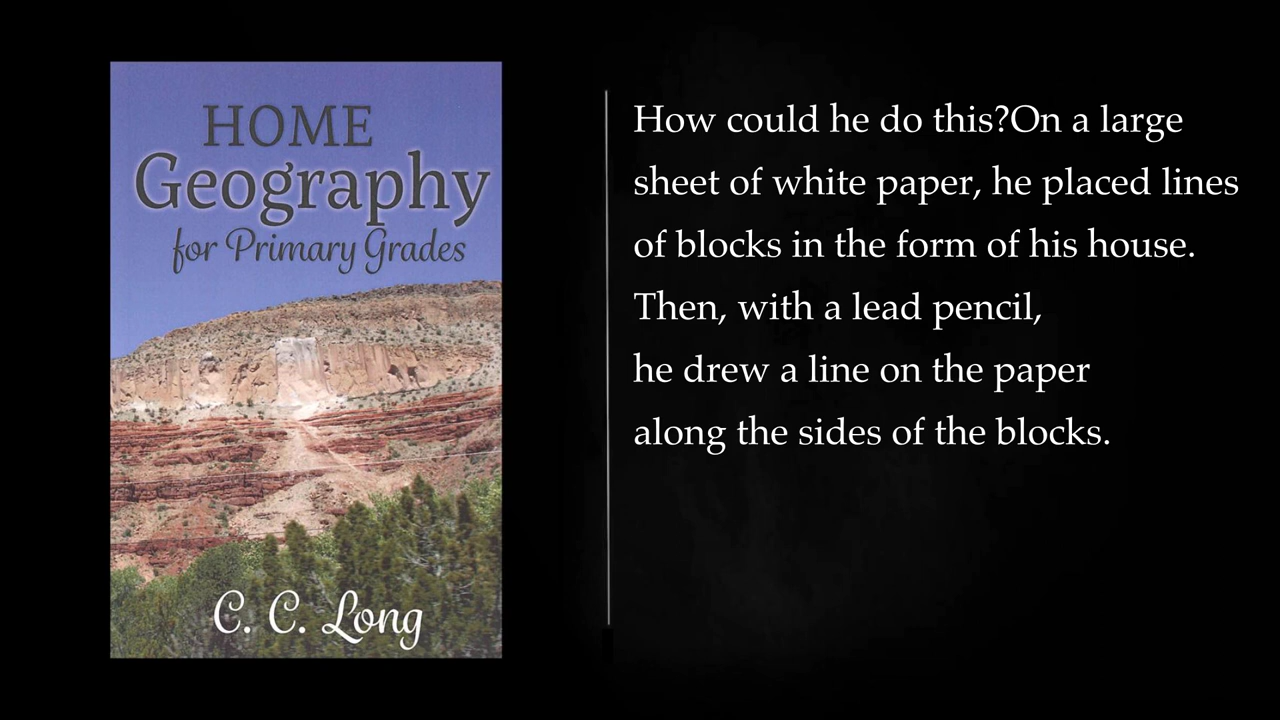 HOME
Geography
for Primary Grades
C. C. Long
How could he do this?On a large
sheet of white paper, he placed lines
of blocks in the form of his house.
Then, with a lead pencil,
he drew a line on the paper
along the sides of the blocks.